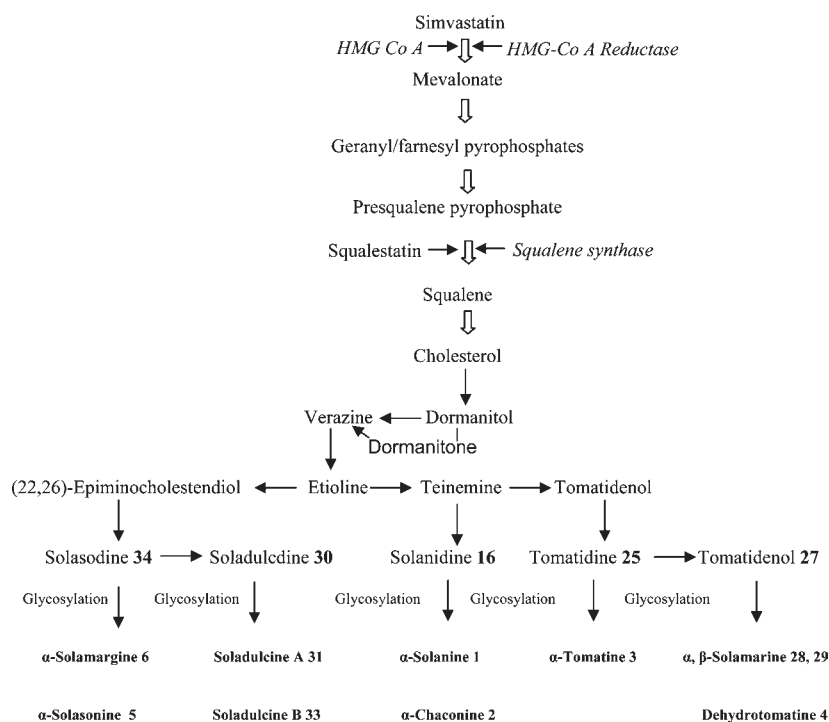 Simvastatin
HMG Co A HMG-Co A Reductase
Mevalonate
Geranyl/farnesyl pyrophosphates
Presqualene pyrophosphate
Squalestatin Squalene synthase
Squalene
Cholesterol
Verazine Dormanitol
Dormanitone
(22,26)-Epiminocholestendiol Etioline Teinemine Tomatidenol
Solasodine 34 Soladulcdine 30 Solanidine 16 Tomatidine 25 Tomatidenol 27
Glycosylation Glycosylation Glycosylation Glycosylation Glycosylation
α-Solamargine 6 Soladulcine A 31 α-Solanine 1 α-Tomatine 3 α, β-Solamarine 28, 29
α-Solasonine 5 Soladulcine B 33 α-Chaconine 2 Dehydrotomatine 4